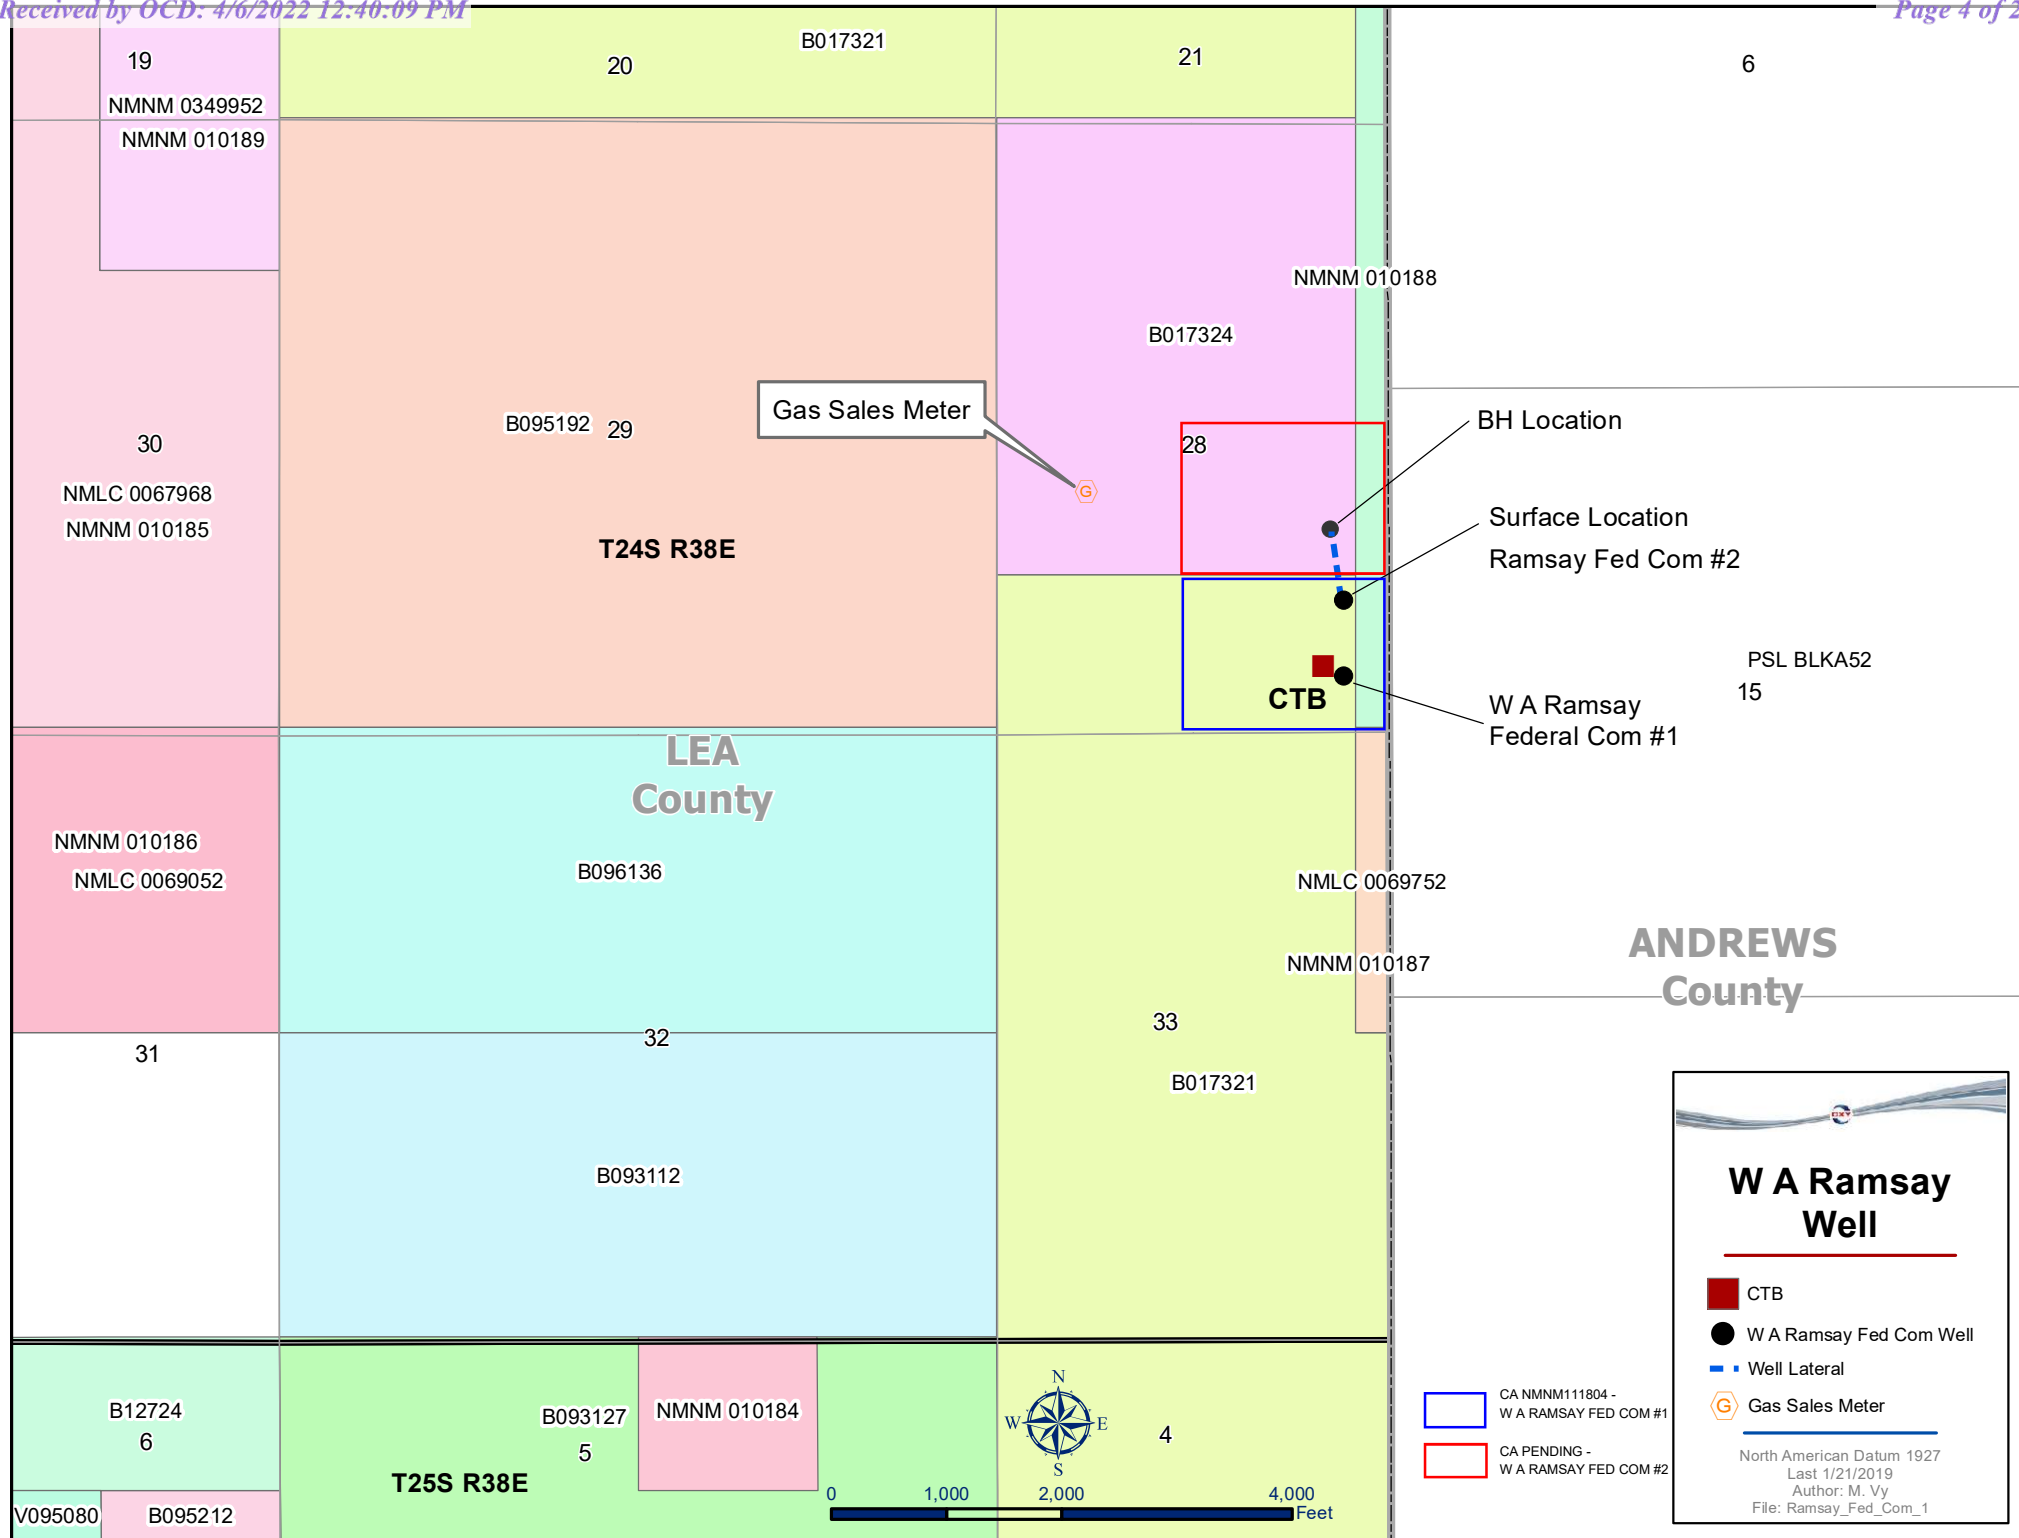 Received by OCD: 4/6/2022 12:40:09 PM
Page 4 of 2
19
20
B017321
21
6
NMNM 0349952
NMNM 010189
NMNM 010188
B017324
Gas Sales Meter
BH Location
B095192
29
30
28
NMLC 0067968
NMNM 010185
G
Surface Location
Ramsay Fed Com #2
T24S R38E
PSL BLKA52
15
CTB
W A Ramsay
Federal Com #1
LEA
County
NMNM 010186
NMLC 0069052
B096136
NMLC 0069752
NMNM 010187
ANDREWS
County
33
32
31
B017321
B093112
W A Ramsay
Well
CTB
W A Ramsay Fed Com Well
Well Lateral
G
Gas Sales Meter
North American Datum 1927
Last 1/21/2019
Author: M. Vy
File: Ramsay_Fed_Com_1
CA NMNM111804 -
W A RAMSAY FED COM #1
CA PENDING -
W A RAMSAY FED COM #2
B12724
6
B093127
5
NMNM 010184
N
W
E
S
4
T25S R38E
V095080
B095212
0
1,000
2,000
4,000
Feet
OXY